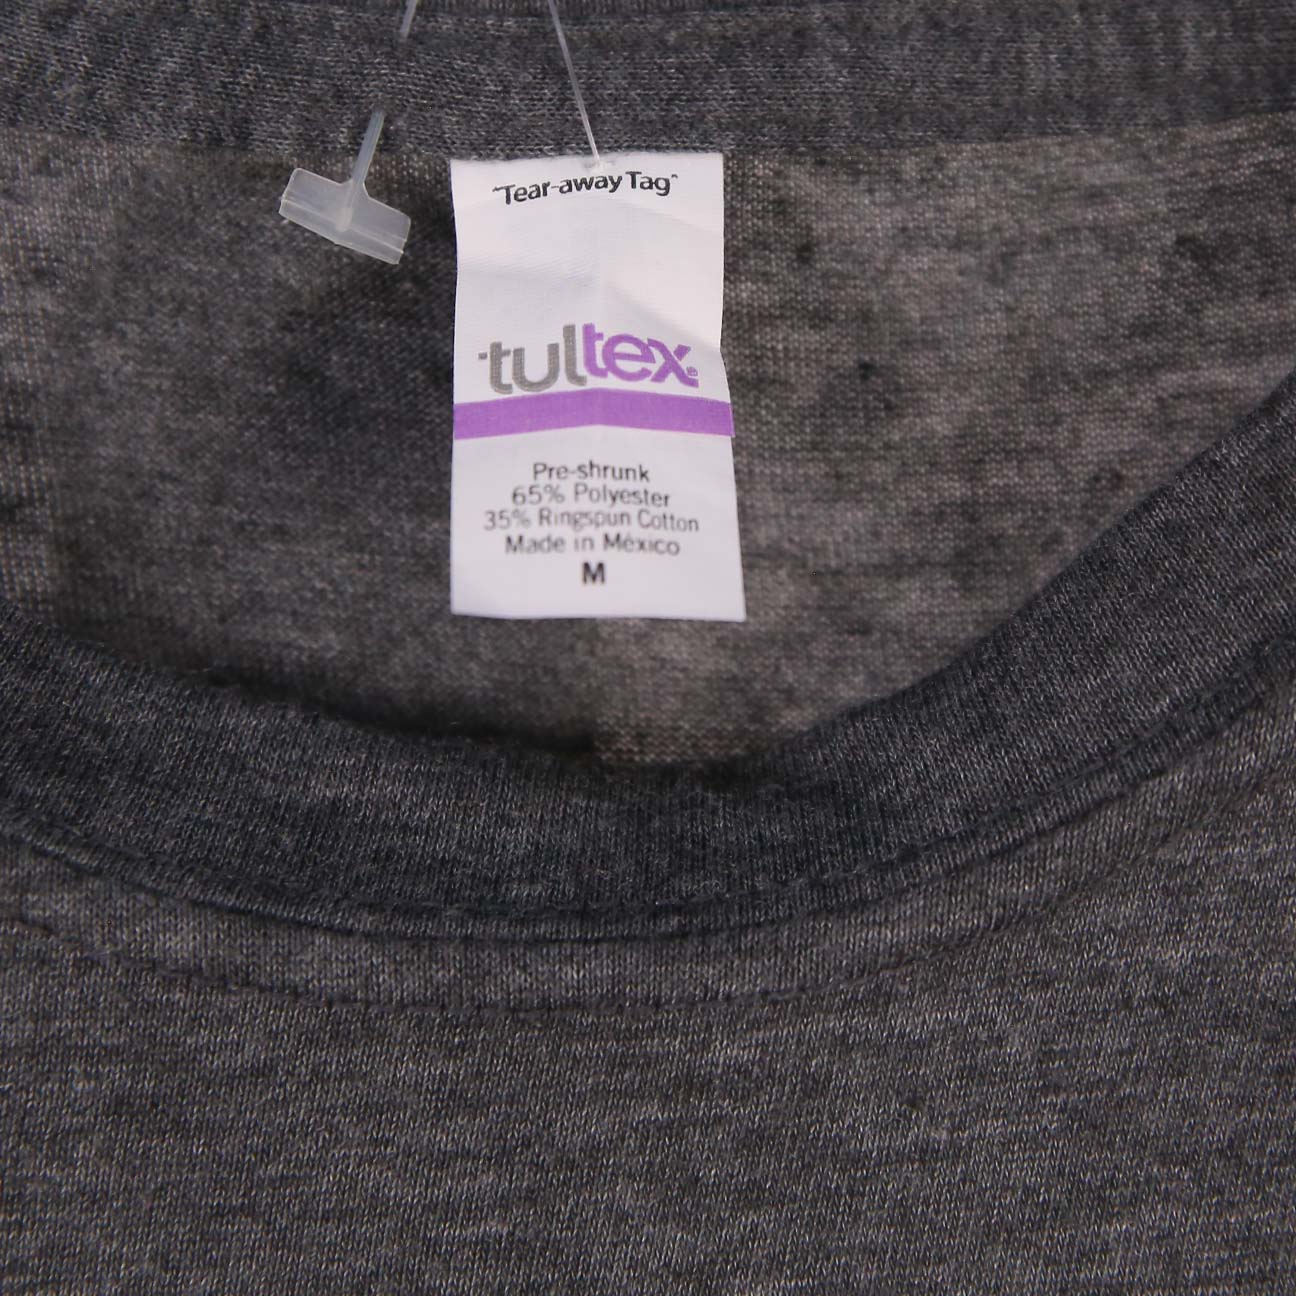 "Tear-away Tag"
tultex®
Pre-shrunk
65% Polyester
35% Ringspun Cotton
Made in México
M